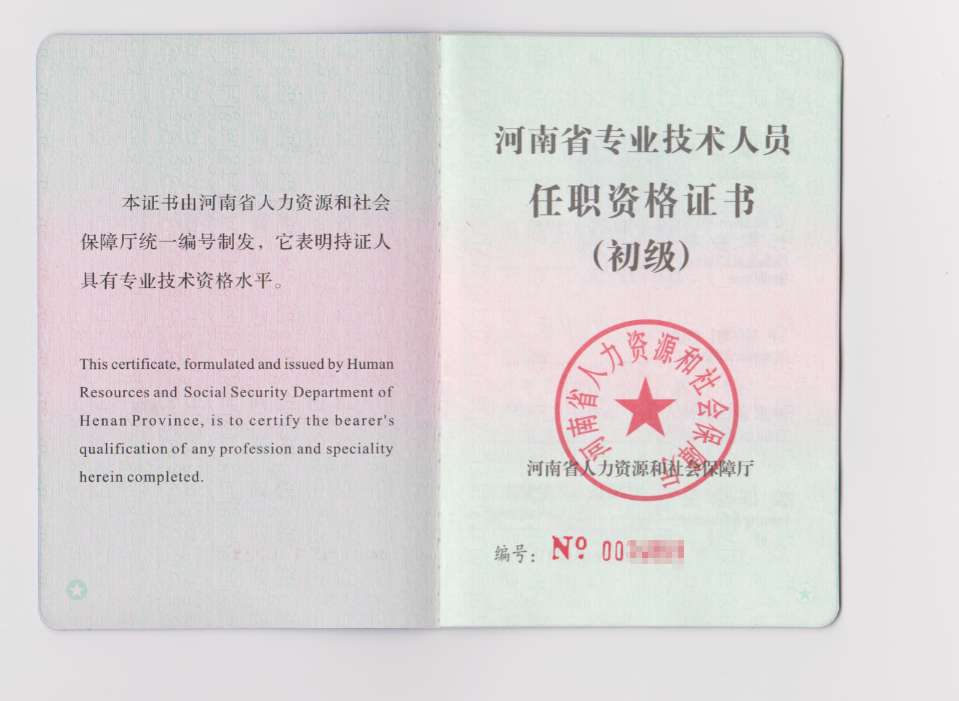 本证书由河南省人力资源和社会
保障厅统一编号制发，它表明持证人
具有专业技术资格水平。
This certificate, formulated and issued by Human
Resources and Social Security Department of
Henan Province, is to certify the bearer's
qualification of any profession and speciality
herein completed.
河南省专业技术人员
任职资格证书
(初级)
河南省人力资源和社会保障厅
河南省人力资源和社会保障厅
编号: Nº 00